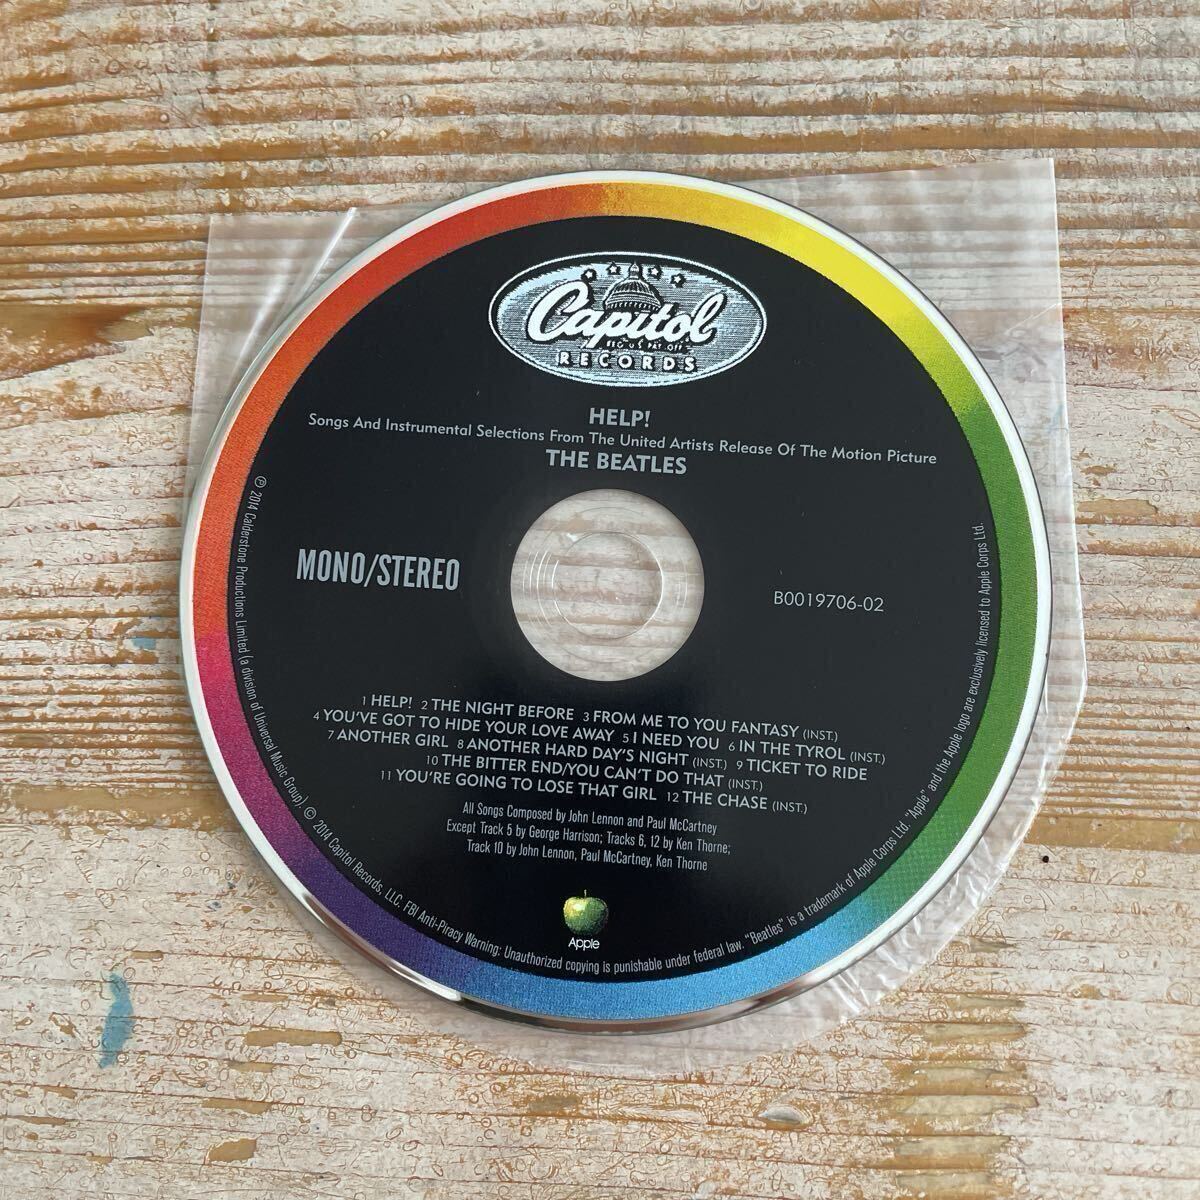 Capitol
RECORDS
HELP!
Songs And Instrumental Selections From The United Artists Release Of The Motion Picture
THE BEATLES
MONO/STEREO
B0019706-02
1 HELP! 2 THE NIGHT BEFORE 3 FROM ME TO YOU FANTASY (INST.)
4 YOU'VE GOT TO HIDE YOUR LOVE AWAY 5 I NEED YOU 6 IN THE TYROL (INST.)
7 ANOTHER GIRL 8 ANOTHER HARD DAY'S NIGHT (INST.) 9 TICKET TO RIDE
10 THE BITTER END/YOU CAN'T DO THAT (INST.)
11 YOU'RE GOING TO LOSE THAT GIRL 12 THE CHASE (INST.)
All Songs Composed by John Lennon and Paul McCartney
Except Track 5 by George Harrison; Tracks 6, 12 by Ken Thorne;
Track 10 by John Lennon, Paul McCartney, Ken Thorne
Apple
℗ 2014 Calderstone Productions Limited (a division of Universal Music Group). © 2014 Capitol Records, LLC. FBI Anti-Piracy Warning: Unauthorized copying is punishable under federal law. "Beatles" is a trademark of Apple Corps Ltd. "Apple" and the Apple logo are exclusively licensed to Apple Corps Ltd.